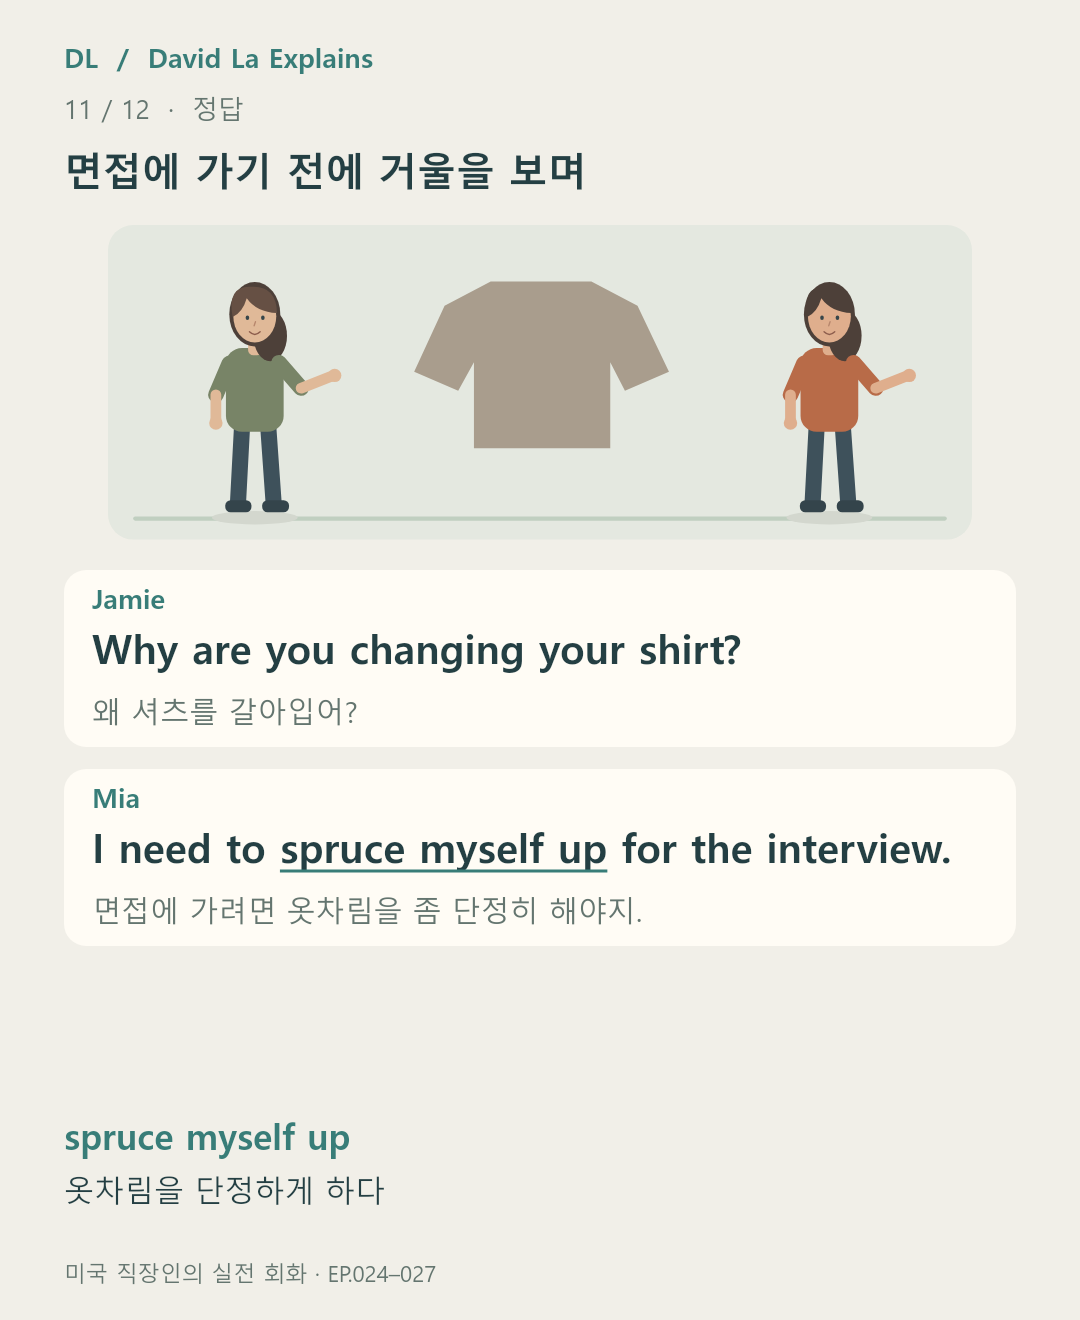 DL / David La Explains
11 / 12 · 정답
면접에 가기 전에 거울을 보며
Jamie
Why are you changing your shirt?
왜 셔츠를 갈아입어?
Mia
I need to spruce myself up for the interview.
면접에 가려면 옷차림을 좀 단정히 해야지.
spruce myself up
옷차림을 단정하게 하다
미국 직장인의 실전 회화 · EP.024–027